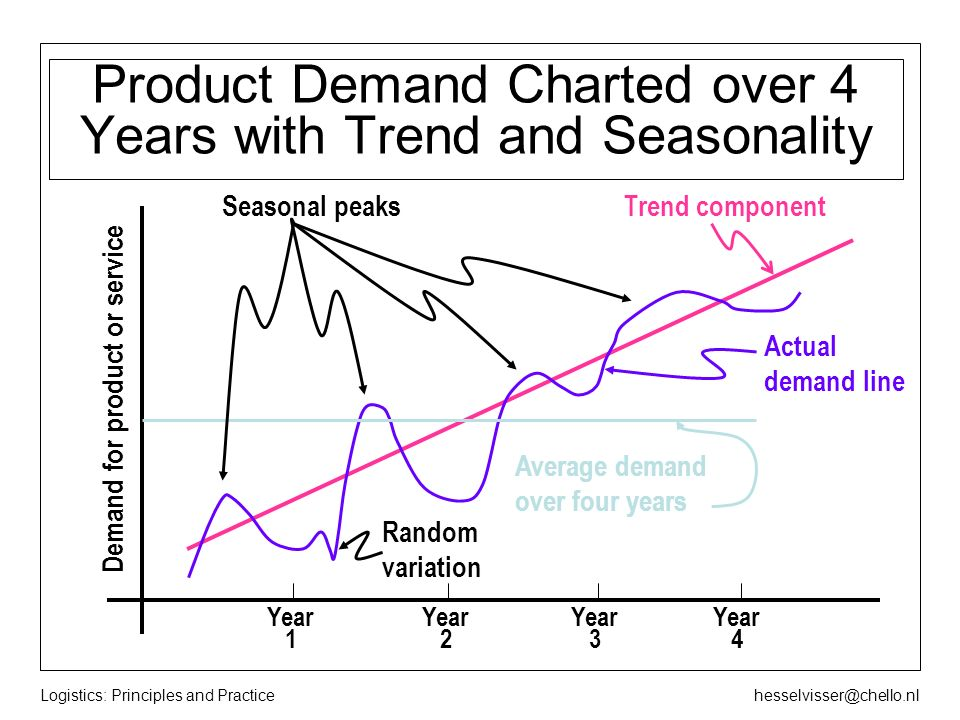 Product Demand Charted over 4
Years with Trend and Seasonality
Seasonal peaks
Trend component
Demand for product or service
Actual
demand line
Average demand
over four years
Random
variation
Year
1
Year
2
Year
3
Year
4
Logistics: Principles and Practice
hesselvisser@chello.nl